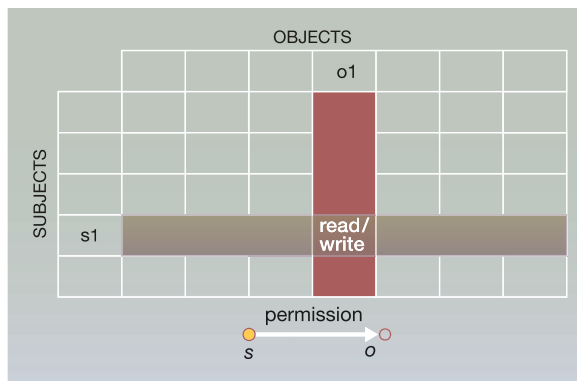 OBJECTS
o1
SUBJECTS
s1
read/
write
permission
s
o